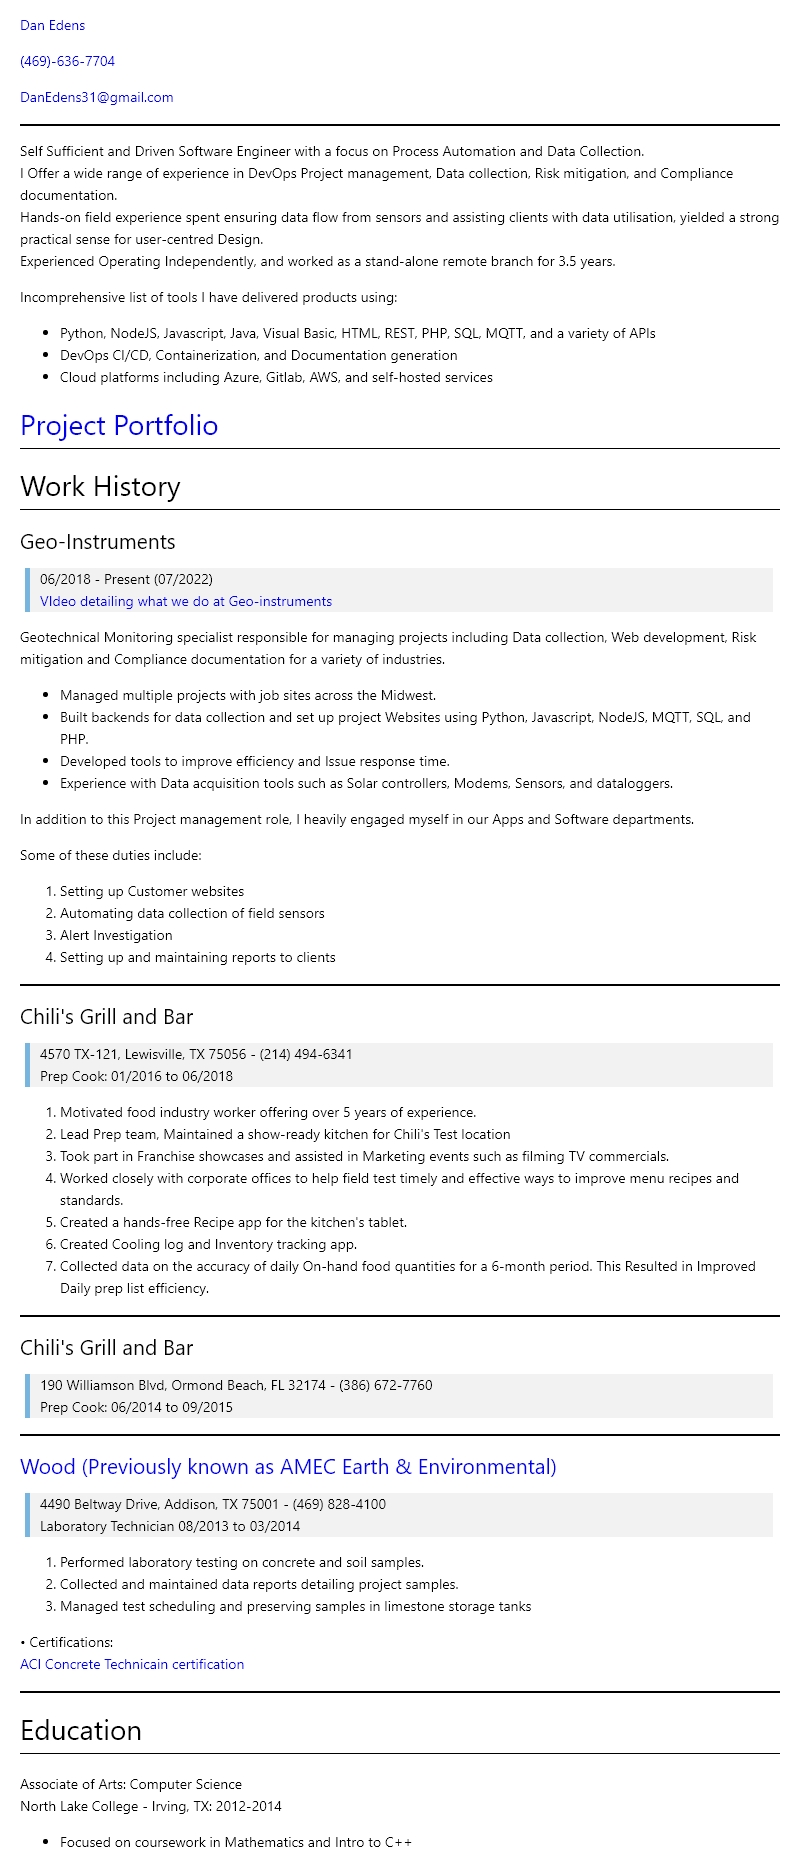 Dan Edens
(469)-636-7704
DanEdens31@gmail.com
Self Sufficient and Driven Software Engineer with a focus on Process Automation and Data Collection.
I Offer a wide range of experience in DevOps Project management, Data collection, Risk mitigation, and Compliance
documentation.
Hands-on field experience spent ensuring data flow from sensors and assisting clients with data utilisation, yielded a strong
practical sense for user-centred Design.
Experienced Operating Independently, and worked as a stand-alone remote branch for 3.5 years.
Incomprehensive list of tools I have delivered products using:
• Python, NodeJS, Javascript, Java, Visual Basic, HTML, REST, PHP, SQL, MQTT, and a variety of APIs
• DevOps CI/CD, Containerization, and Documentation generation
• Cloud platforms including Azure, Gitlab, AWS, and self-hosted services
Project Portfolio
Work History
Geo-Instruments
06/2018 - Present (07/2022)
VIdeo detailing what we do at Geo-instruments
Geotechnical Monitoring specialist responsible for managing projects including Data collection, Web development, Risk
mitigation and Compliance documentation for a variety of industries.
• Managed multiple projects with job sites across the Midwest.
• Built backends for data collection and set up project Websites using Python, Javascript, NodeJS, MQTT, SQL, and
PHP.
• Developed tools to improve efficiency and Issue response time.
• Experience with Data acquisition tools such as Solar controllers, Modems, Sensors, and dataloggers.
In addition to this Project management role, I heavily engaged myself in our Apps and Software departments.
Some of these duties include:
1. Setting up Customer websites
2. Automating data collection of field sensors
3. Alert Investigation
4. Setting up and maintaining reports to clients
Chili's Grill and Bar
4570 TX-121, Lewisville, TX 75056 - (214) 494-6341
Prep Cook: 01/2016 to 06/2018
1. Motivated food industry worker offering over 5 years of experience.
2. Lead Prep team, Maintained a show-ready kitchen for Chili's Test location
3. Took part in Franchise showcases and assisted in Marketing events such as filming TV commercials.
4. Worked closely with corporate offices to help field test timely and effective ways to improve menu recipes and
standards.
5. Created a hands-free Recipe app for the kitchen's tablet.
6. Created Cooling log and Inventory tracking app.
7. Collected data on the accuracy of daily On-hand food quantities for a 6-month period. This Resulted in Improved
Daily prep list efficiency.
Chili's Grill and Bar
190 Williamson Blvd, Ormond Beach, FL 32174 - (386) 672-7760
Prep Cook: 06/2014 to 09/2015
Wood (Previously known as AMEC Earth & Environmental)
4490 Beltway Drive, Addison, TX 75001 - (469) 828-4100
Laboratory Technician 08/2013 to 03/2014
1. Performed laboratory testing on concrete and soil samples.
2. Collected and maintained data reports detailing project samples.
3. Managed test scheduling and preserving samples in limestone storage tanks
• Certifications:
ACI Concrete Technicain certification
Education
Associate of Arts: Computer Science
North Lake College - Irving, TX: 2012-2014
• Focused on coursework in Mathematics and Intro to C++